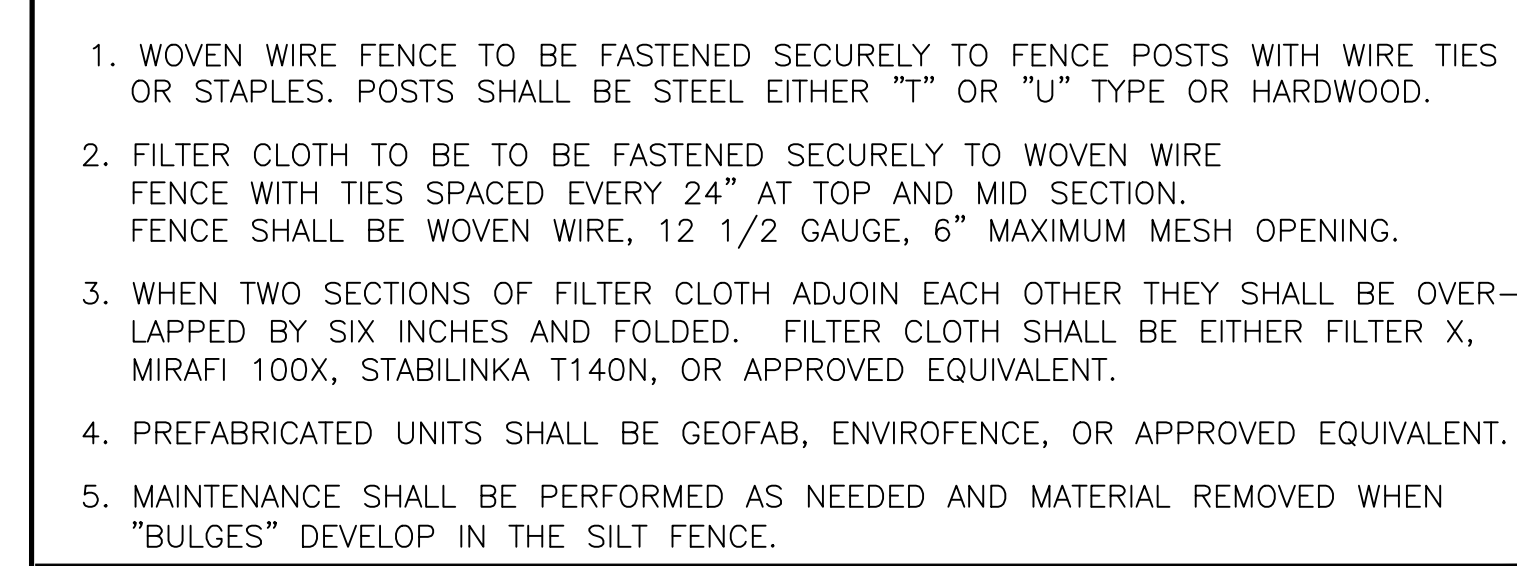 1. WOVEN WIRE FENCE TO BE FASTENED SECURELY TO FENCE POSTS WITH WIRE TIES
OR STAPLES. POSTS SHALL BE STEEL EITHER "T" OR "U" TYPE OR HARDWOOD.
2. FILTER CLOTH TO BE TO BE FASTENED SECURELY TO WOVEN WIRE
FENCE WITH TIES SPACED EVERY 24" AT TOP AND MID SECTION.
FENCE SHALL BE WOVEN WIRE, 12 1/2 GAUGE, 6" MAXIMUM MESH OPENING.
3. WHEN TWO SECTIONS OF FILTER CLOTH ADJOIN EACH OTHER THEY SHALL BE OVER-
LAPPED BY SIX INCHES AND FOLDED. FILTER CLOTH SHALL BE EITHER FILTER X,
MIRAFI 100X, STABILINKA T140N, OR APPROVED EQUIVALENT.
4. PREFABRICATED UNITS SHALL BE GEOFAB, ENVIROFENCE, OR APPROVED EQUIVALENT.
5. MAINTENANCE SHALL BE PERFORMED AS NEEDED AND MATERIAL REMOVED WHEN
"BULGES" DEVELOP IN THE SILT FENCE.